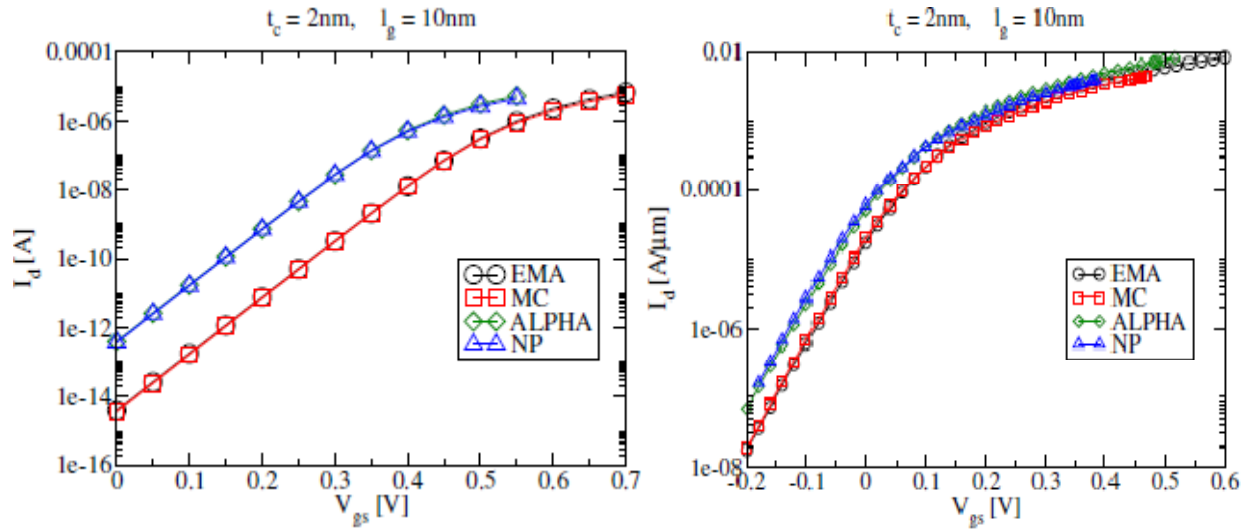 t_c = 2nm, l_g = 10nm
0.0001
1e-06
1e-08
1e-10
1e-12
1e-14
1e-16
I_d [A]
EMA
MC
ALPHA
NP
0 0.1 0.2 0.3 0.4 0.5 0.6 0.7
V_gs [V]
t_c = 2nm, l_g = 10nm
0.01
0.0001
1e-06
1e-08
I_d [A/μm]
EMA
MC
ALPHA
NP
-0.2 -0.1 0 0.1 0.2 0.3 0.4 0.5 0.6
V_gs [V]